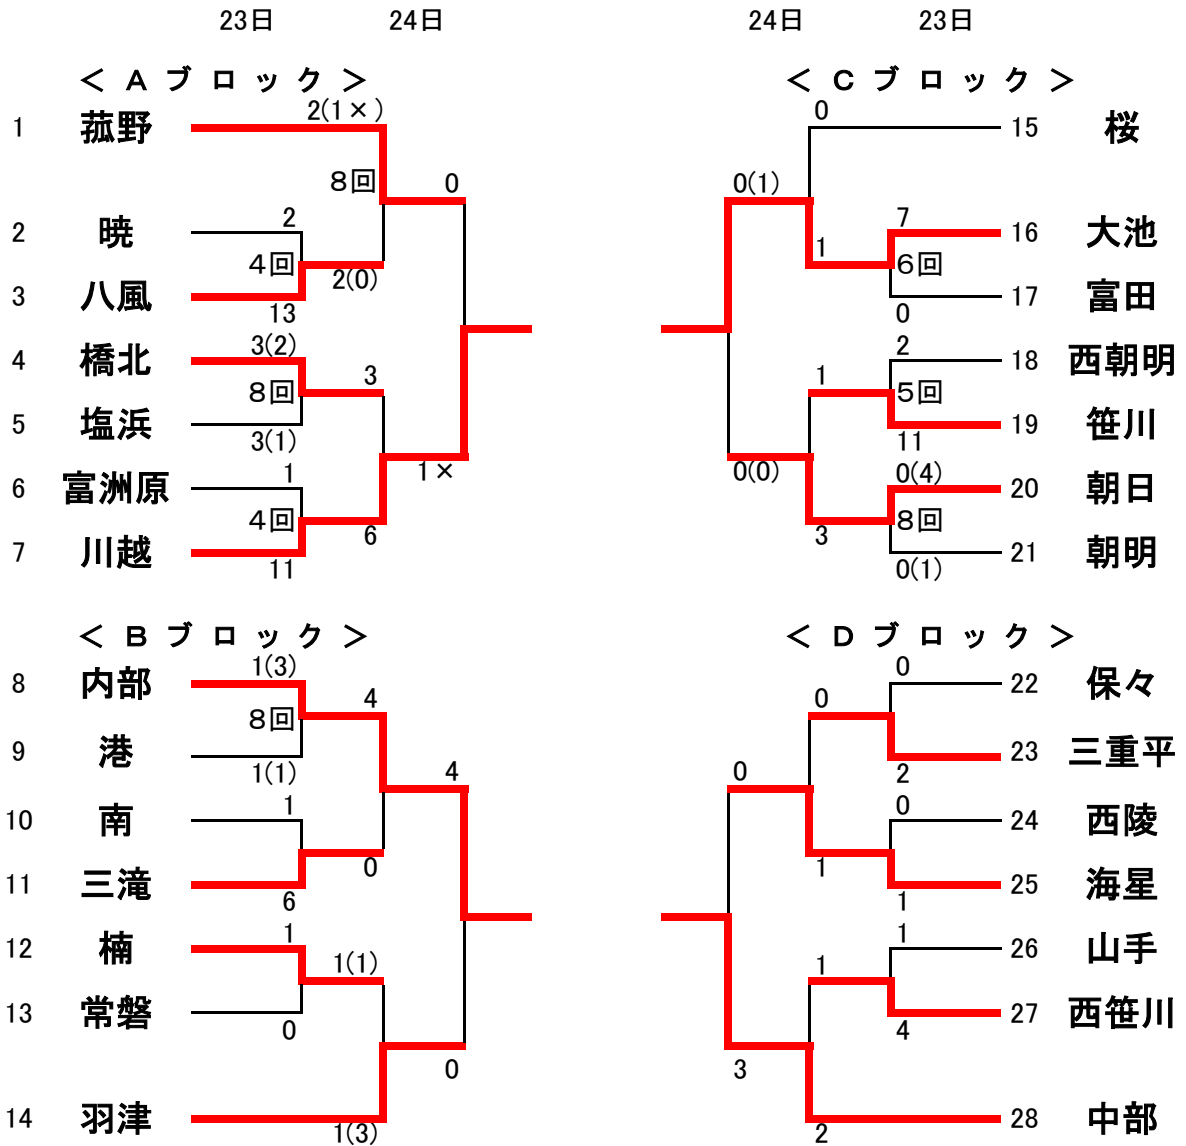 23日 24日 24日 23日
＜ Ａ ブ ロ ッ ク ＞
2(1×)
1 菰野
8回 0
2 暁 2
4回
3 八風 13 2(0)
4 橋北 3(2)
8回 3
5 塩浜 3(1)
1×
6 富洲原 1
4回 6
7 川越 11
＜ Ｂ ブ ロ ッ ク ＞
8 内部 1(3)
8回 4
9 港 1(1)
4
10 南 1
0
11 三滝 6
12 楠 1
1(1)
13 常磐 0
0
14 羽津 1(3)
＜ Ｃ ブ ロ ッ ク ＞
0
15 桜
0(1)
7 16 大池
1 6回
0 17 富田
2 18 西朝明
1 5回
11 19 笹川
0(0)
0(4) 20 朝日
3 8回
0(1) 21 朝明
＜ Ｄ ブ ロ ッ ク ＞
0 22 保々
0
2 23 三重平
0
0 24 西陵
1
1 25 海星
1 26 山手
1
4 27 西笹川
3
2 28 中部